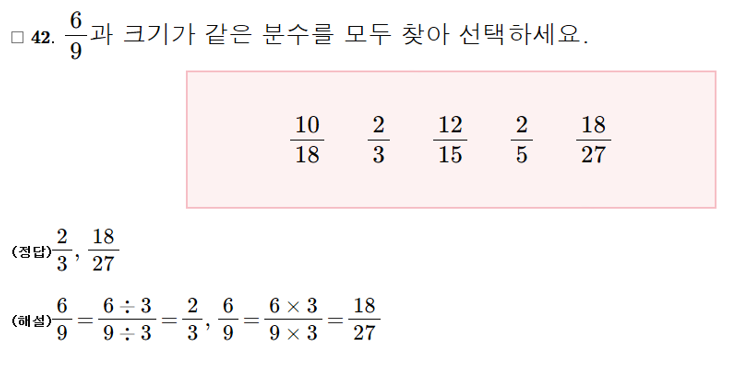 □ 42. 6/9과 크기가 같은 분수를 모두 찾아 선택하세요.
10/18 2/3 12/15 2/5 18/27
(정답) 2/3, 18/27
(해설) 6/9 = (6 ÷ 3)/(9 ÷ 3) = 2/3, 6/9 = (6 × 3)/(9 × 3) = 18/27